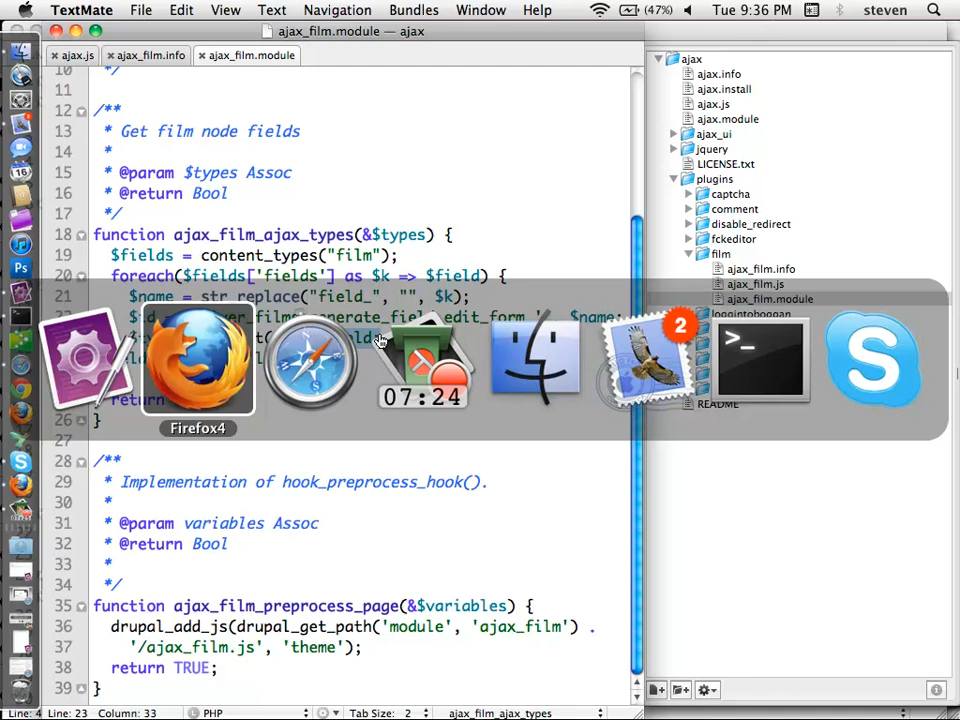 TextMate File Edit View Text Navigation Bundles Window Help (47%) Tue 9:36 PM steven
ajax_film.module — ajax
ajax.js ajax_film.info ajax_film.module
10 */
11
12 /**
13 * Get film node fields
14 *
15 * @param $types Assoc
16 * @return Bool
17 */
18 function ajax_film_ajax_types(&$types) {
19 $fields = content_types("film");
20 foreach($fields['fields'] as $k => $field) {
21 $name = str_replace("field_", "", $k);
07:24
2
Firefox4
26 }
27
28 /**
29 * Implementation of hook_preprocess_hook().
30 *
31 * @param variables Assoc
32 * @return Bool
33 *
34 */
35 function ajax_film_preprocess_page(&$variables) {
36 drupal_add_js(drupal_get_path('module', 'ajax_film') .
37 '/ajax_film.js', 'theme');
38 return TRUE;
39 }
Line: 23 Column: 33 PHP Tab Size: 2 ajax_film_ajax_types
ajax
ajax.info
ajax.install
ajax.js
ajax.module
ajax_ui
jquery
LICENSE.txt
plugins
captcha
comment
disable_redirect
fckeditor
film
ajax_film.info
ajax_film.js
ajax_film.module
logintoboggan
README